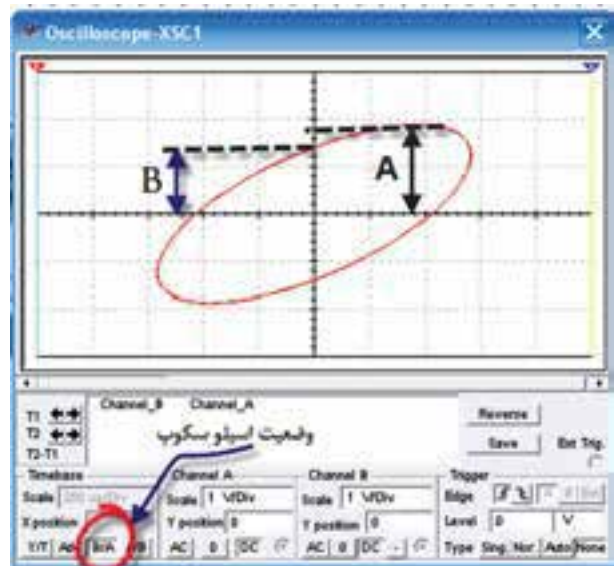 Oscilloscope-XSC1
B
A
Channel_B Channel_A
T1
T2
T2-T1
وضعیت اسیلوسکوپ
Reverse
Save
Ext Trig
Timebase
Channel A
Channel B
Trigger
Scale
Scale 1 V/Div
Scale 1 V/Div
Edge
X position
Y position 0
Y position 0
Level 0 V
Y/T B/A
AC 0 DC
AC 0 DC -
Type Sing. Nor. Auto None